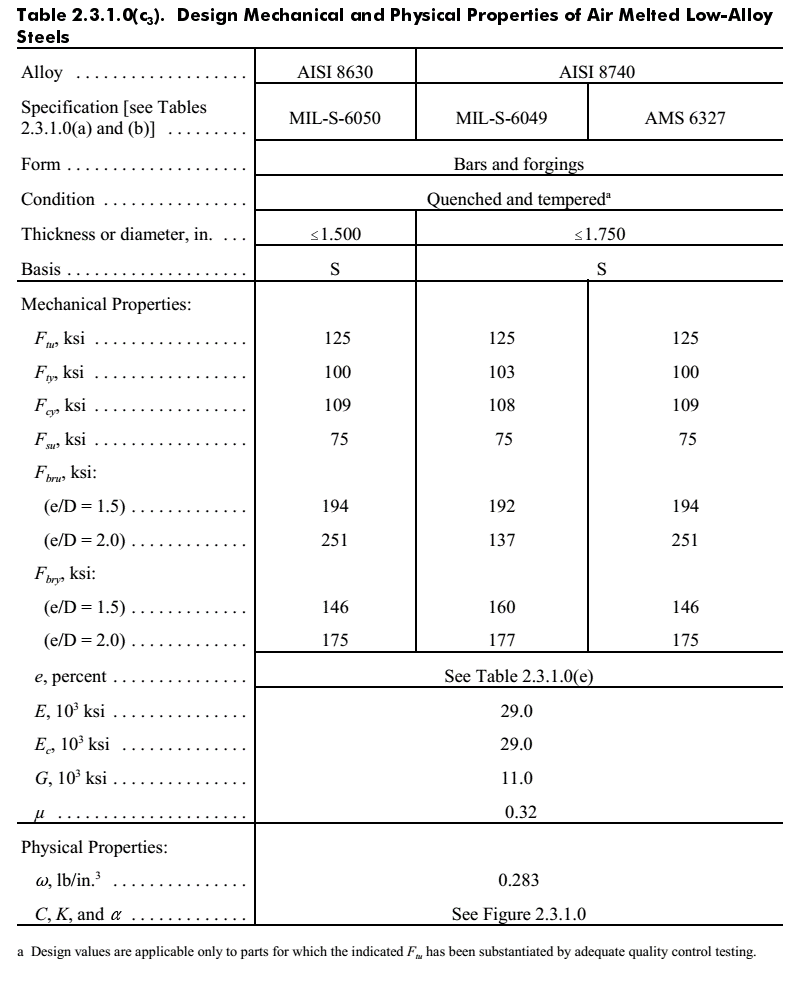 Table 2.3.1.0(c₃). Design Mechanical and Physical Properties of Air Melted Low-Alloy
Steels
Alloy . . . . . . . . . . . . . . . . . . . AISI 8630 AISI 8740
Specification [see Tables
2.3.1.0(a) and (b)] . . . . . . . . . MIL-S-6050 MIL-S-6049 AMS 6327
Form . . . . . . . . . . . . . . . . . . . . Bars and forgings
Condition . . . . . . . . . . . . . . . . Quenched and temperedᵃ
Thickness or diameter, in. . . . ≤1.500 ≤1.750
Basis . . . . . . . . . . . . . . . . . . . . S S
Mechanical Properties:
Fₜᵤ, ksi . . . . . . . . . . . . . . . . . 125 125 125
F_ty, ksi . . . . . . . . . . . . . . . . . 100 103 100
F_cy, ksi . . . . . . . . . . . . . . . . . 109 108 109
F_su, ksi . . . . . . . . . . . . . . . . . 75 75 75
F_bru, ksi:
(e/D = 1.5) . . . . . . . . . . . . . 194 192 194
(e/D = 2.0) . . . . . . . . . . . . . 251 137 251
F_bry, ksi:
(e/D = 1.5) . . . . . . . . . . . . . 146 160 146
(e/D = 2.0) . . . . . . . . . . . . . 175 177 175
e, percent . . . . . . . . . . . . . . . See Table 2.3.1.0(e)
E, 10³ ksi . . . . . . . . . . . . . . . 29.0
E_c, 10³ ksi . . . . . . . . . . . . . . 29.0
G, 10³ ksi . . . . . . . . . . . . . . . 11.0
μ . . . . . . . . . . . . . . . . . . . . . 0.32
Physical Properties:
ω, lb/in.³ . . . . . . . . . . . . . . . 0.283
C, K, and α . . . . . . . . . . . . . See Figure 2.3.1.0
a Design values are applicable only to parts for which the indicated Fₜᵤ has been substantiated by adequate quality control testing.